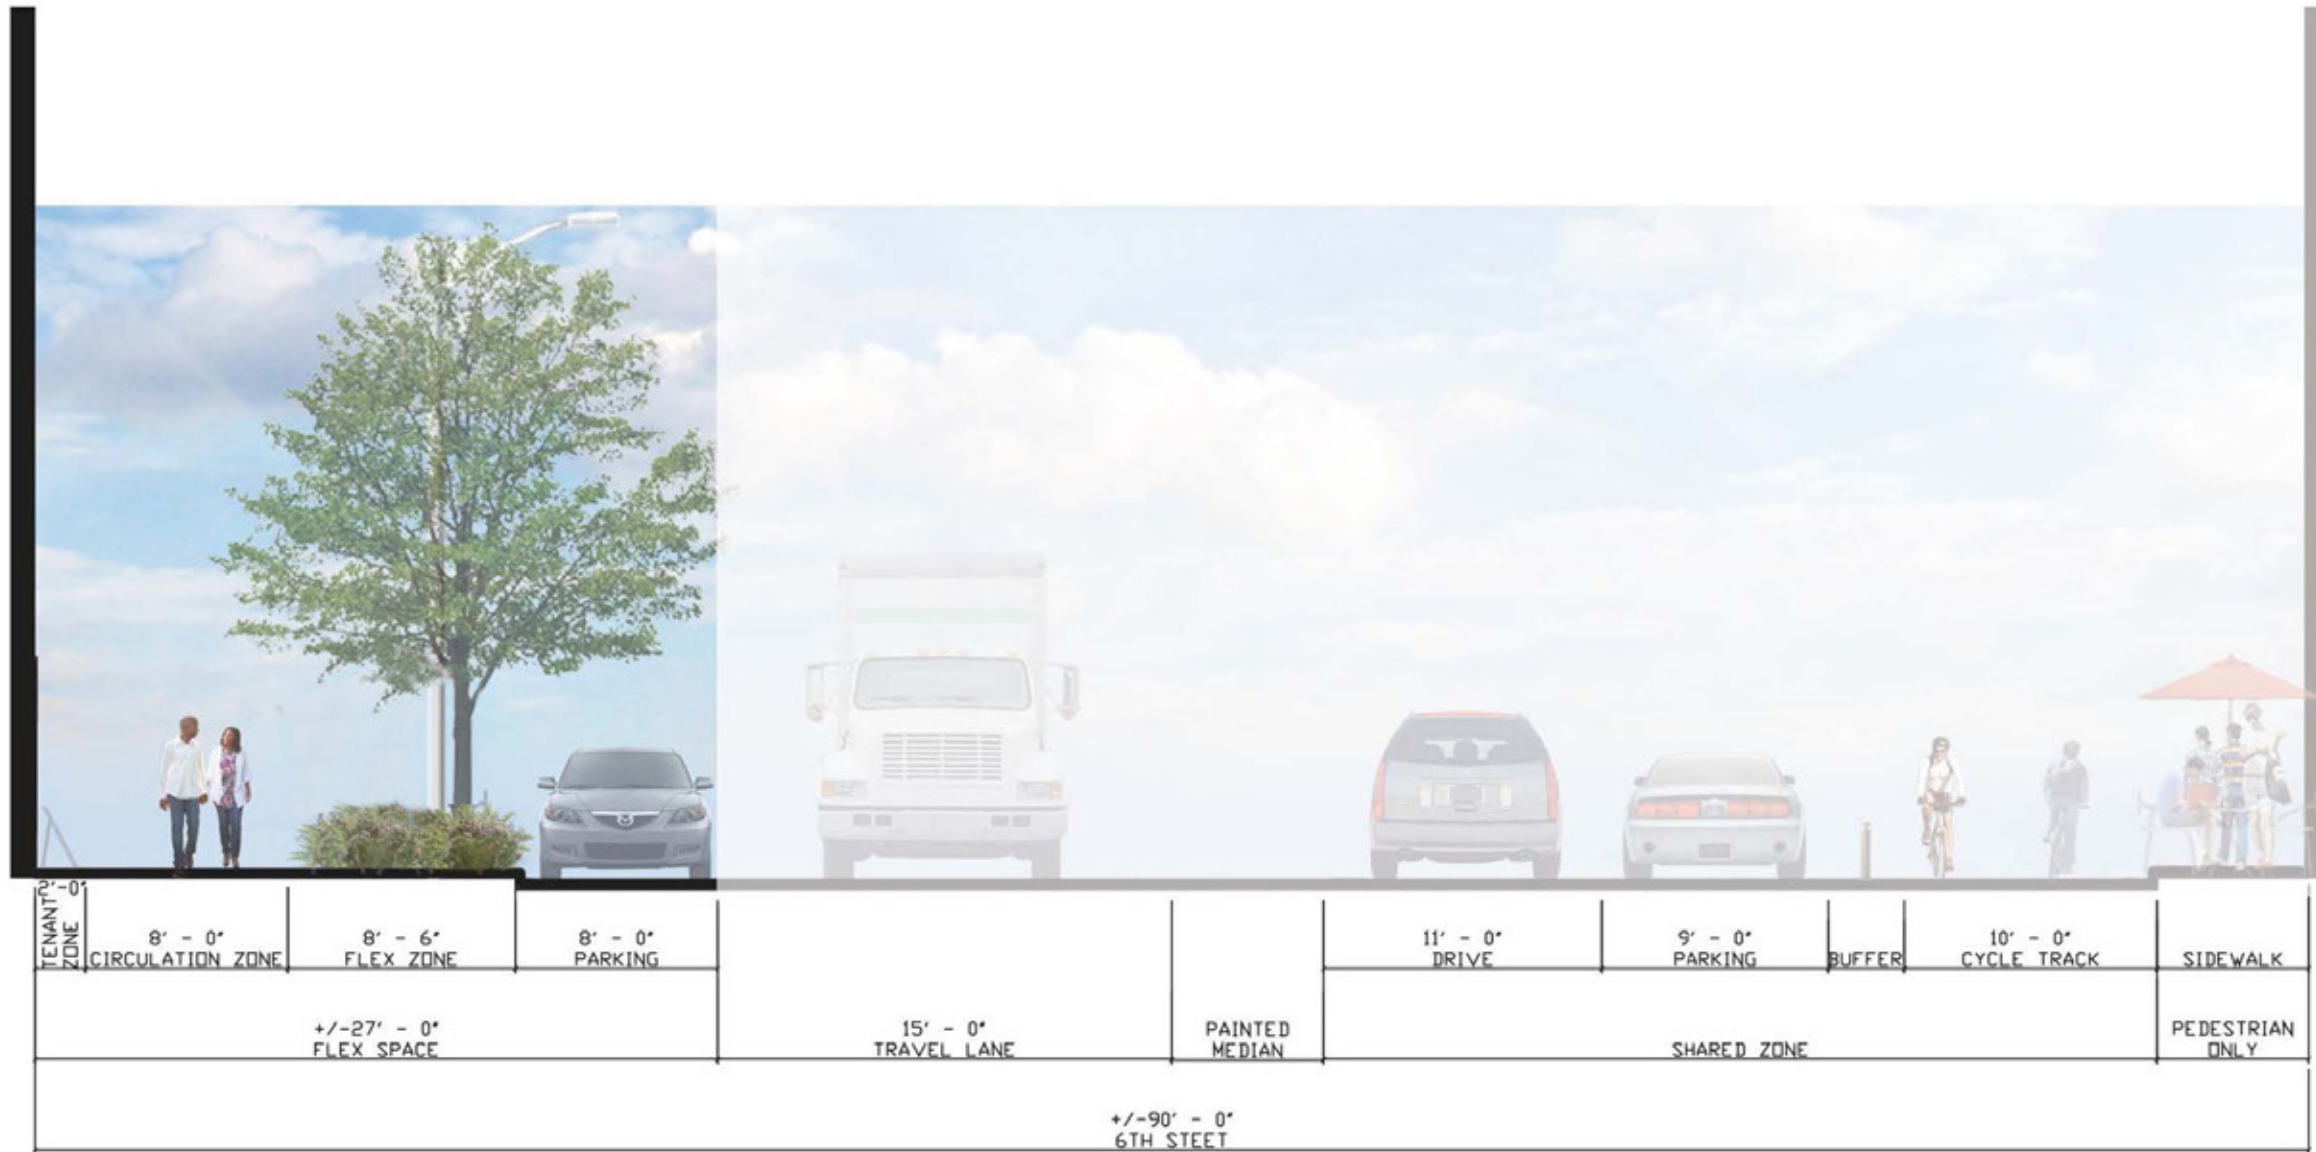 2'-0"
TENANT
ZONE
8' - 0"
CIRCULATION ZONE
8' - 6"
FLEX ZONE
8' - 0"
PARKING
11' - 0"
DRIVE
9' - 0"
PARKING
BUFFER
10' - 0"
CYCLE TRACK
SIDEWALK
+/-27' - 0"
FLEX SPACE
15' - 0"
TRAVEL LANE
PAINTED
MEDIAN
SHARED ZONE
PEDESTRIAN
ONLY
+/-90' - 0"
6TH STEET